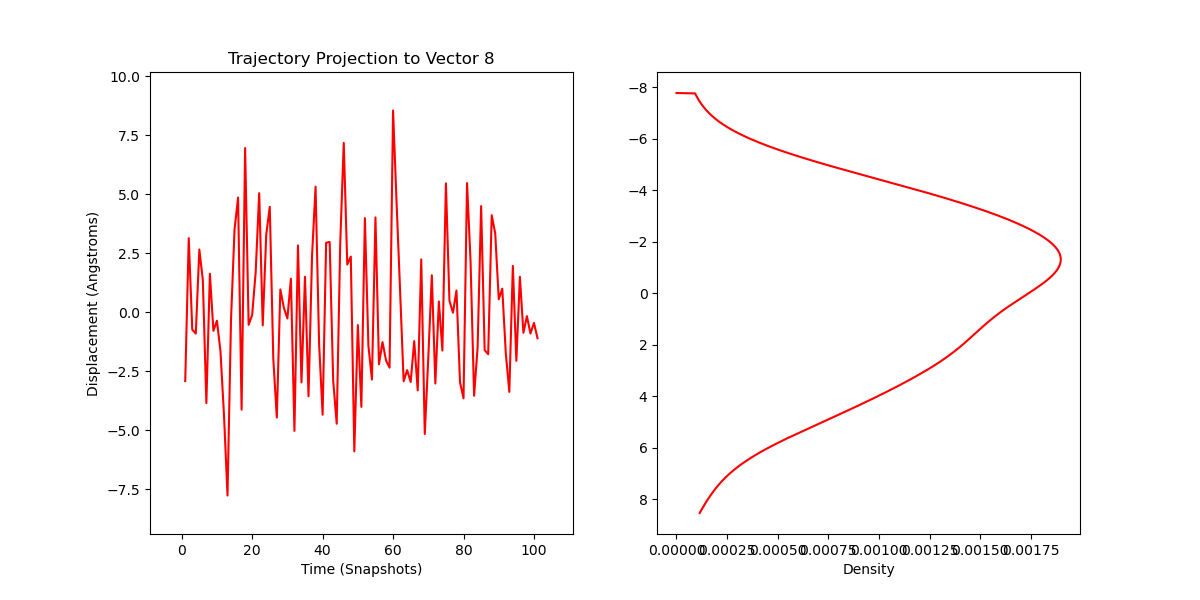 Trajectory Projection to Vector 8
Displacement (Angstroms)
10.0
7.5
5.0
2.5
0.0
−2.5
−5.0
−7.5
0 20 40 60 80 100
Time (Snapshots)
−8
−6
−4
−2
0
2
4
6
8
0.00000 0.00025 0.00050 0.00075 0.00100 0.00125 0.00150 0.00175
Density